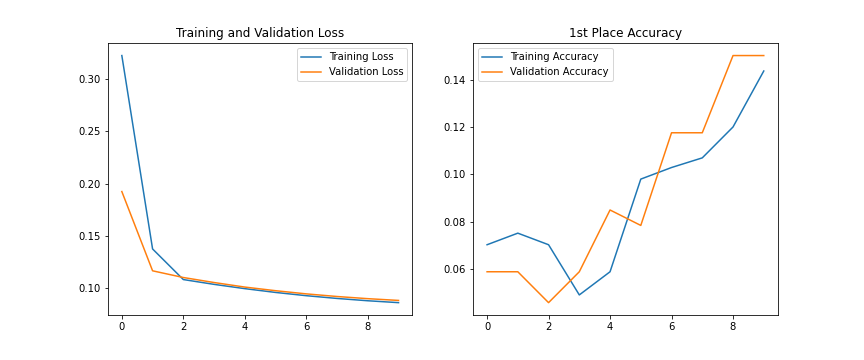 Training and Validation Loss
Training Loss
Validation Loss
0.30
0.25
0.20
0.15
0.10
0 2 4 6 8
1st Place Accuracy
Training Accuracy
Validation Accuracy
0.14
0.12
0.10
0.08
0.06
0 2 4 6 8